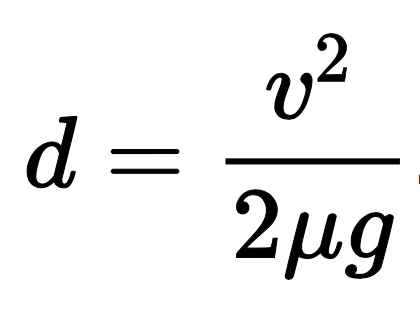 d = v²/2μg.